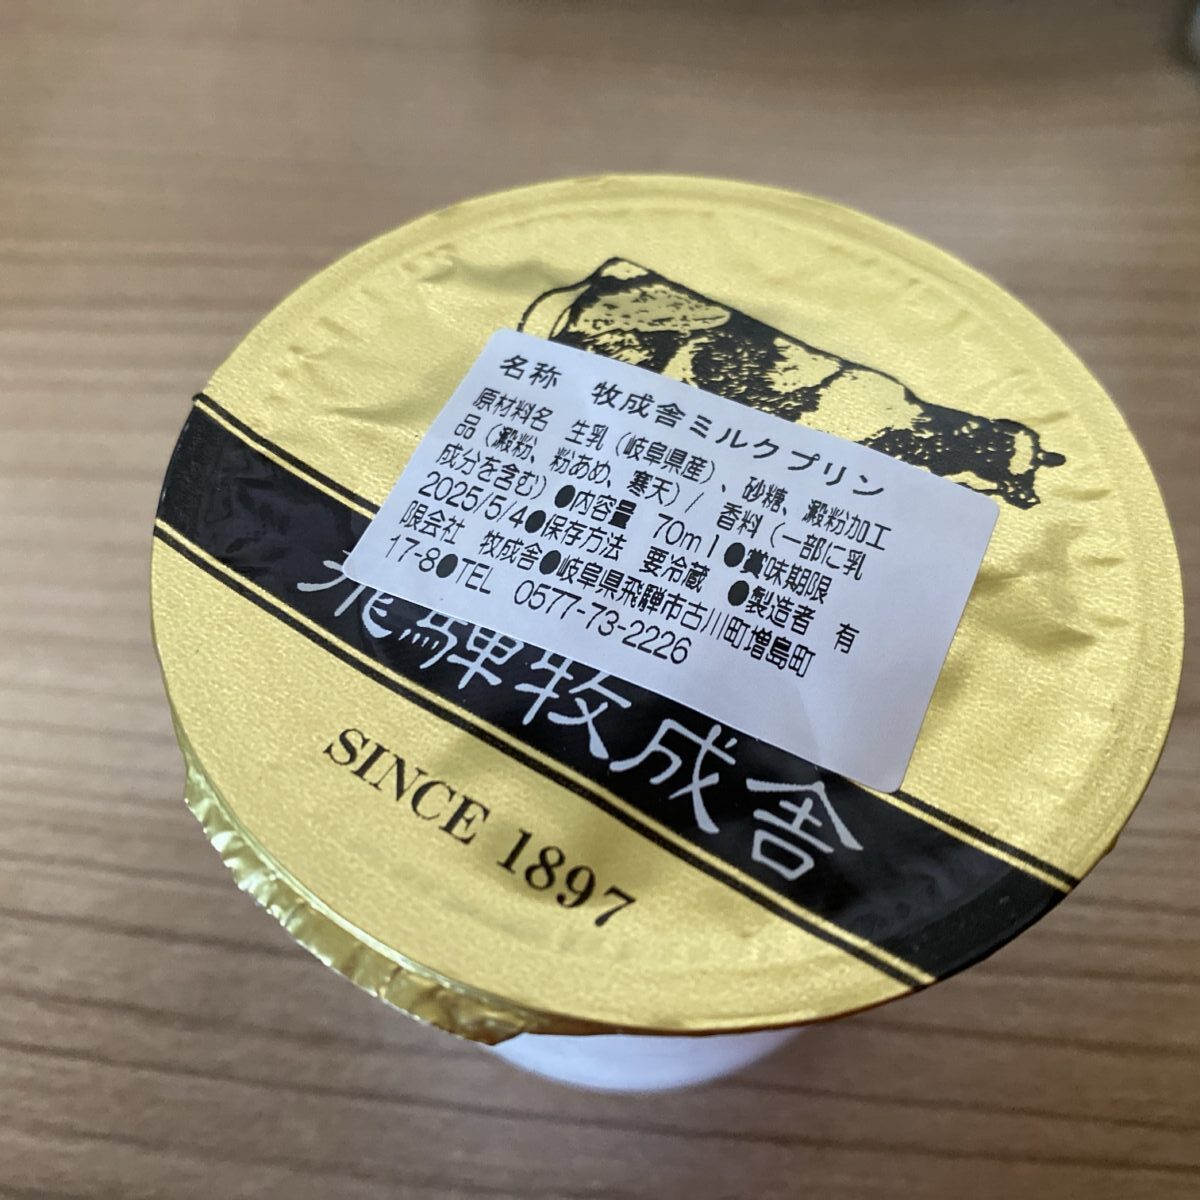 名称 牧成舎ミルクプリン
原材料名 生乳（岐阜県産）、砂糖、澱粉加工
品（澱粉、粉あめ、寒天）/ 香料（一部に乳
成分を含む）●内容量 70ml●賞味期限
2025/5/4●保存方法 要冷蔵 ●製造者 有
限会社 牧成舎●岐阜県飛騨市古川町増島町
17-8●TEL 0577-73-2226
飛騨牧成舎
SINCE 1897